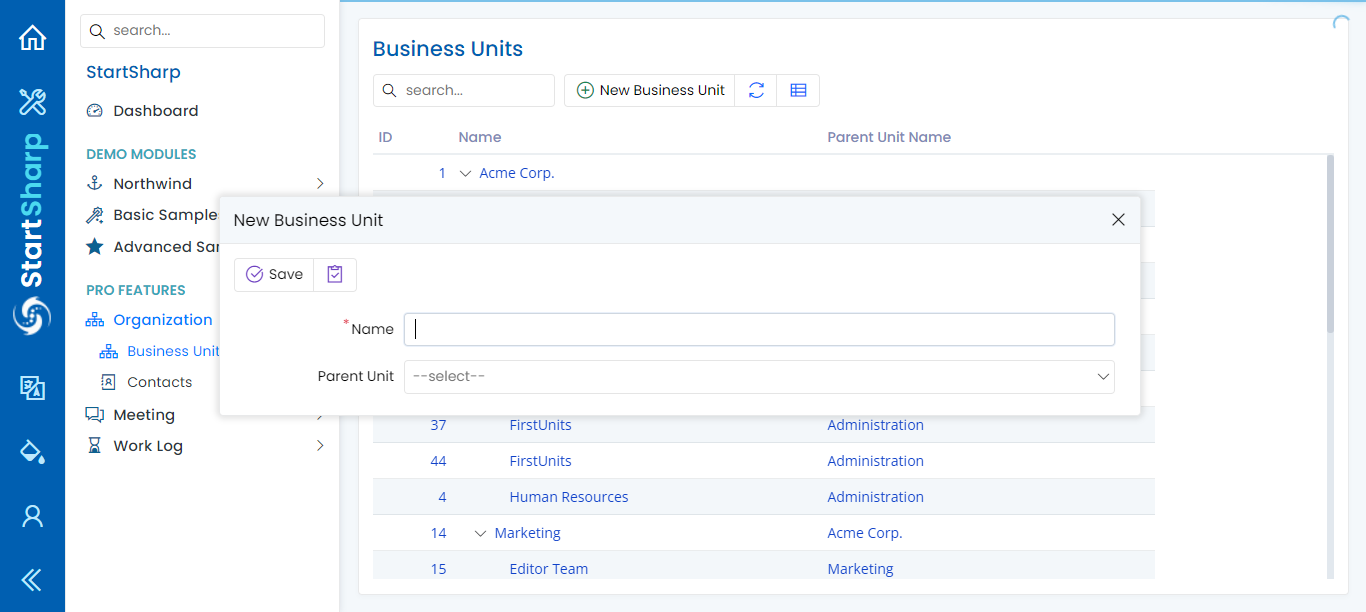 search...
StartSharp
Dashboard
DEMO MODULES
Northwind
Basic Sample
Advanced Sar
PRO FEATURES
Organization
Business Unit
Contacts
Meeting
Work Log
StartSharp
Business Units
search...
New Business Unit
ID Name Parent Unit Name
1 Acme Corp.
New Business Unit
Save
* Name
Parent Unit --select--
37 FirstUnits Administration
44 FirstUnits Administration
4 Human Resources Administration
14 Marketing Acme Corp.
15 Editor Team Marketing